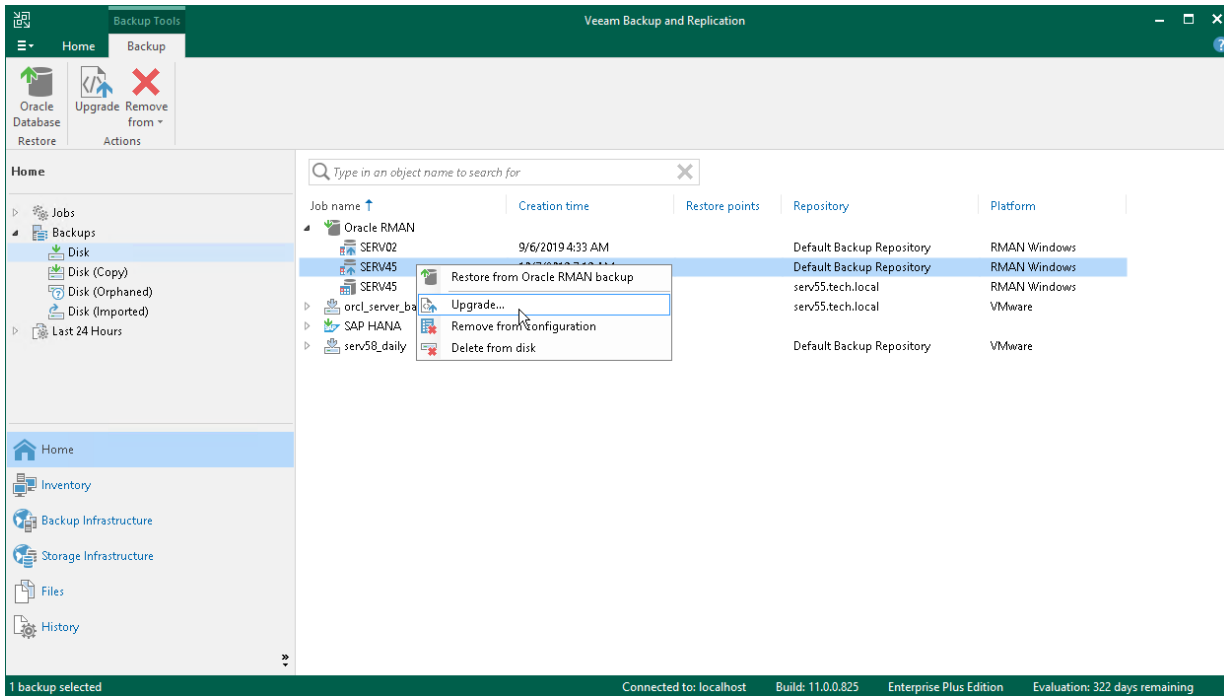 Backup Tools
Veeam Backup and Replication
Home Backup
Oracle Database
Upgrade
Remove from
Restore
Actions
Home
Type in an object name to search for
Jobs
Backups
Disk
Disk (Copy)
Disk (Orphaned)
Disk (Imported)
Last 24 Hours
Job name Creation time Restore points Repository Platform
Oracle RMAN
SERV02 9/6/2019 4:33 AM Default Backup Repository RMAN Windows
SERV45 Default Backup Repository RMAN Windows
SERV45 serv55.tech.local RMAN Windows
orcl_server_ba serv55.tech.local VMware
SAP HANA
serv58_daily Default Backup Repository VMware
Restore from Oracle RMAN backup
Upgrade...
Remove from configuration
Delete from disk
Home
Inventory
Backup Infrastructure
Storage Infrastructure
Files
History
1 backup selected Connected to: localhost Build: 11.0.0.825 Enterprise Plus Edition Evaluation: 322 days remaining